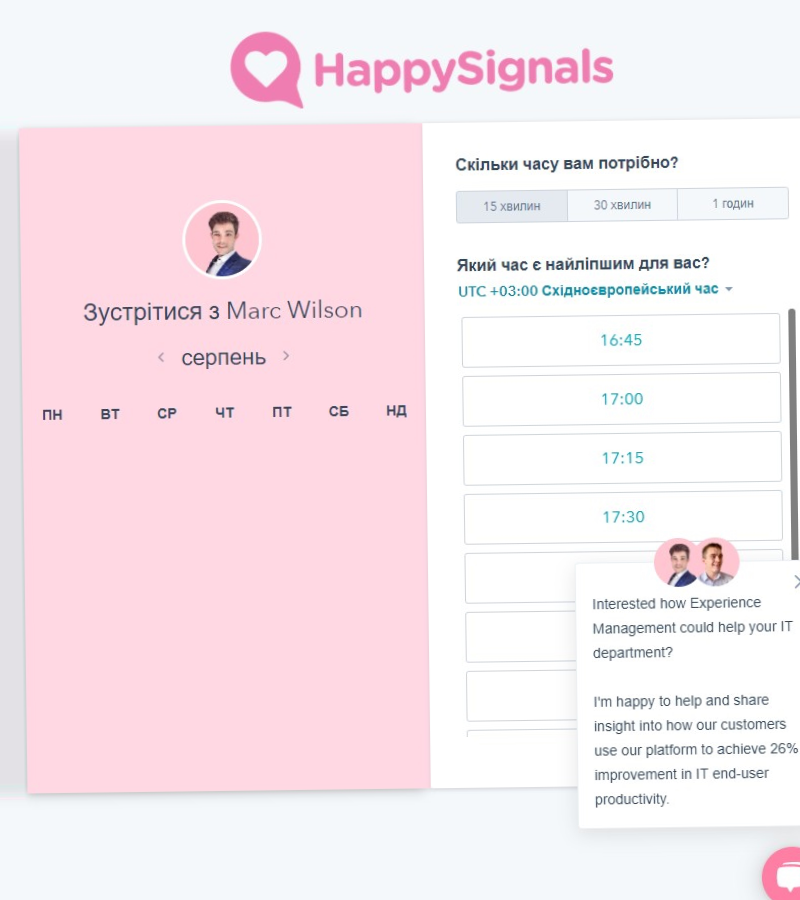 HappySignals
Зустрітися з Marc Wilson
серпень
ПН ВТ СР ЧТ ПТ СБ НД
Скільки часу вам потрібно?
15 хвилин 30 хвилин 1 годин
Який час є найліпшим для вас?
UTC +03:00 Східноєвропейський час
16:45
17:00
17:15
17:30
Interested how Experience
Management could help your IT
department?
I'm happy to help and share
insight into how our customers
use our platform to achieve 26%
improvement in IT end-user
productivity.